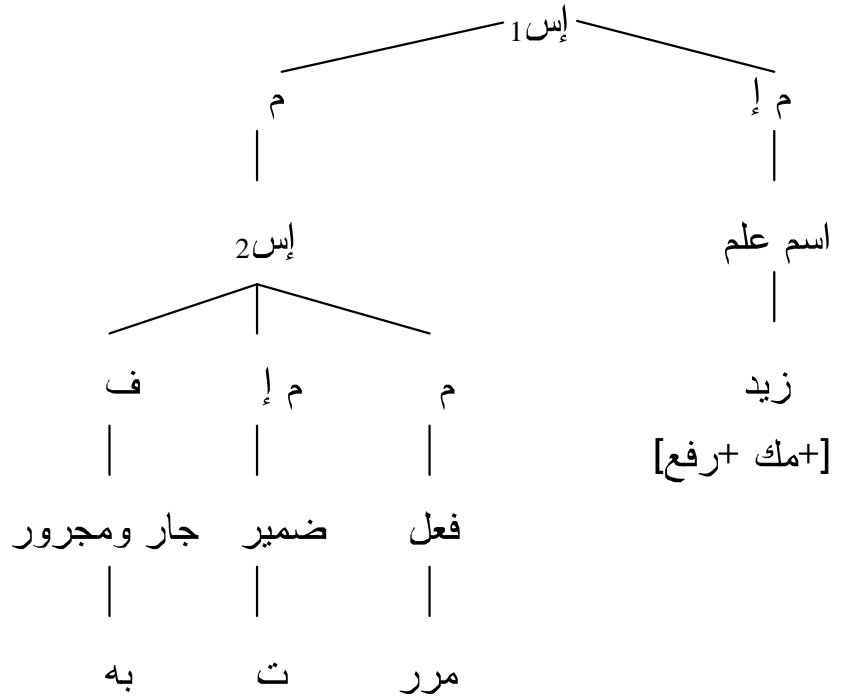 إس1
م إ م
اسم علم إس2
زيد م م إ ف
[+مك +رفع]
فعل ضمير جار ومجرور
مرر ت به